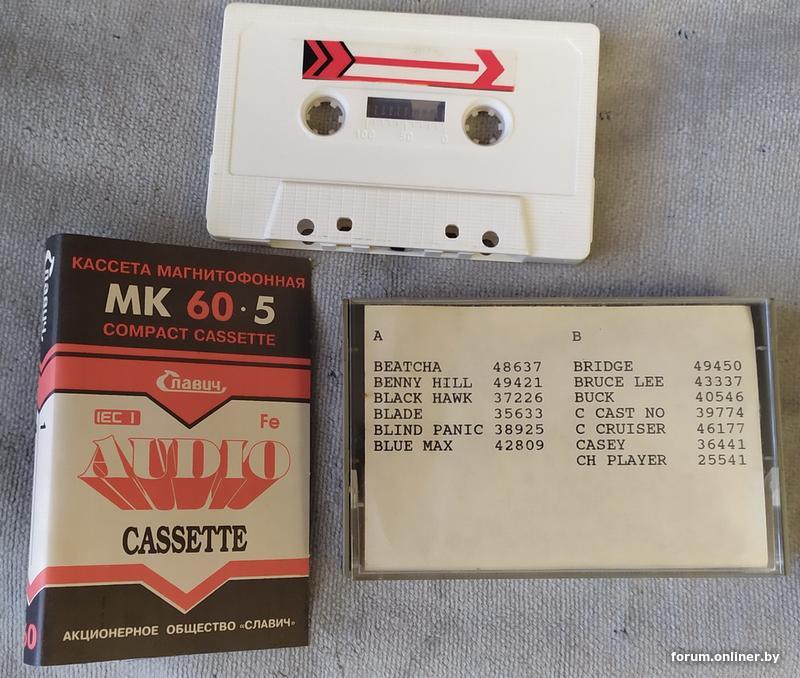 100 50 0
КАССЕТА МАГНИТОФОННАЯ
МК 60·5
COMPACT CASSETTE
Славич
Славич
IEC I
Fe
AUDIO
CASSETTE
АКЦИОНЕРНОЕ ОБЩЕСТВО «СЛАВИЧ»
60
A
BEATCHA 48637
BENNY HILL 49421
BLACK HAWK 37226
BLADE 35633
BLIND PANIC 38925
BLUE MAX 42809
B
BRIDGE 49450
BRUCE LEE 43337
BUCK 40546
C CAST NO 39774
C CRUISER 46177
CASEY 36441
CH PLAYER 25541
forum.onliner.by